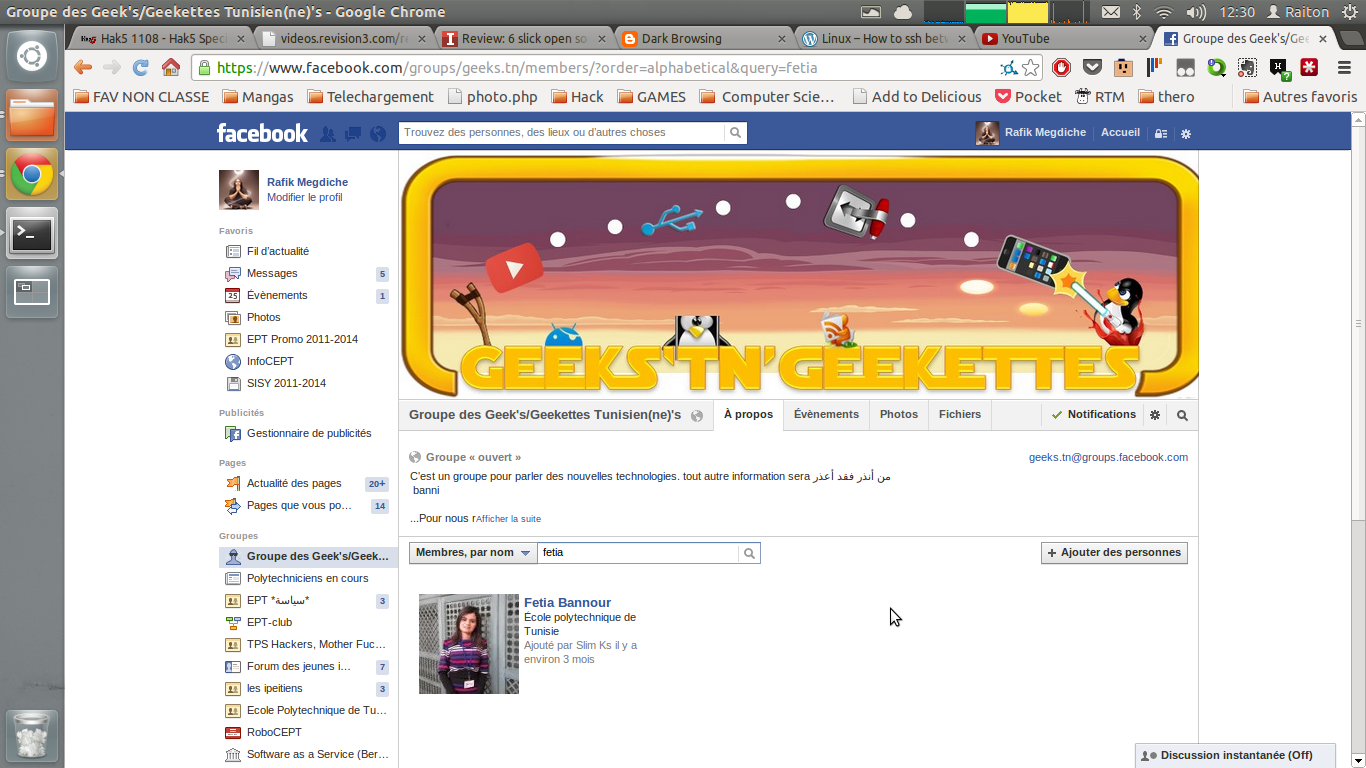 Groupe des Geek's/Geekettes Tunisien(ne)'s - Google Chrome
12:30 Raiton
Hak5 1108 - Hak5 Speci
videos.revision3.com/re
Review: 6 slick open so
Dark Browsing
Linux – How to ssh betw
YouTube
Groupe des Geek's/Gee
https://www.facebook.com/groups/geeks.tn/members/?order=alphabetical&query=fetia
FAV NON CLASSE
Mangas
Telechargement
photo.php
Hack
GAMES
Computer Scie...
Add to Delicious
Pocket
RTM
thero
Autres favoris
facebook
Trouvez des personnes, des lieux ou d'autres choses
Rafik Megdiche
Accueil
Rafik Megdiche
Modifier le profil
Favoris
Fil d'actualité
Messages 5
Évènements 1
Photos
EPT Promo 2011-2014
InfoCEPT
SISY 2011-2014
Publicités
Gestionnaire de publicités
Pages
Actualité des pages 20+
Pages que vous po... 14
Groupes
Groupe des Geek's/Geek...
Polytechniciens en cours
EPT *سياسة* 3
EPT-club
TPS Hackers, Mother Fuc...
Forum des jeunes i... 7
les ipeitiens 3
Ecole Polytechnique de Tu...
RoboCEPT
Software as a Service (Ber...
GEEKS'TN'GEEKETTES
Groupe des Geek's/Geekettes Tunisien(ne)'s
À propos
Évènements
Photos
Fichiers
Notifications
Groupe « ouvert »
geeks.tn@groups.facebook.com
C'est un groupe pour parler des nouvelles technologies. tout autre information sera من أنذر فقد أعذر
banni
...Pour nous rAfficher la suite
Membres, par nom
fetia
+ Ajouter des personnes
Fetia Bannour
École polytechnique de
Tunisie
Ajouté par Slim Ks il y a
environ 3 mois
Discussion instantanée (Off)